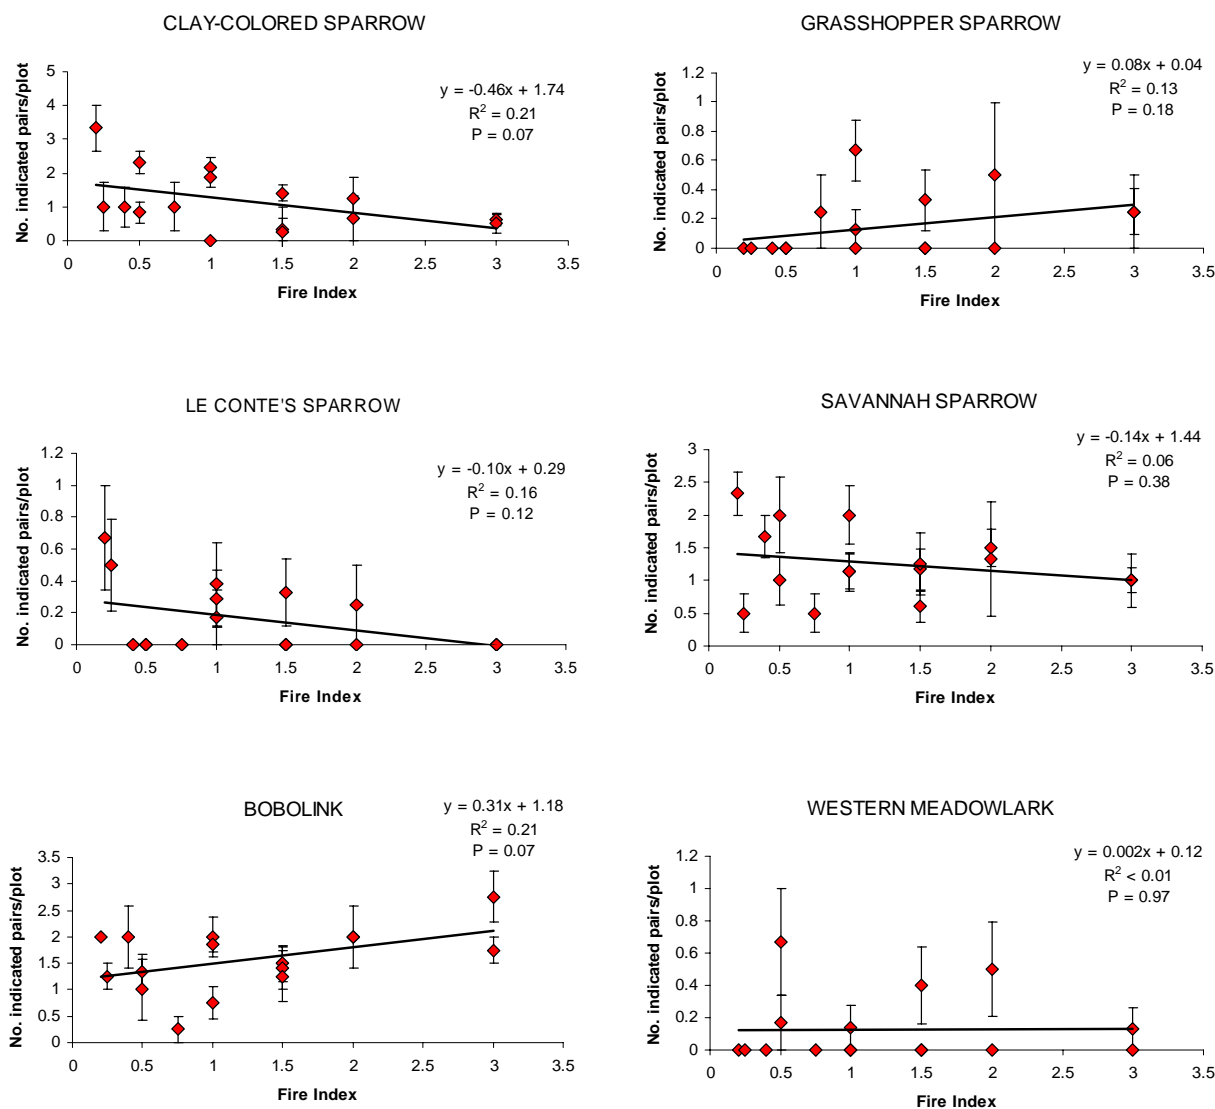 CLAY-COLORED SPARROW
No. indicated pairs/plot
5
4
3
2
1
0
y = -0.46x + 1.74
R² = 0.21
P = 0.07
0 0.5 1 1.5 2 2.5 3 3.5
Fire Index
GRASSHOPPER SPARROW
No. indicated pairs/plot
1.2
1
0.8
0.6
0.4
0.2
0
y = 0.08x + 0.04
R² = 0.13
P = 0.18
0 0.5 1 1.5 2 2.5 3 3.5
Fire Index
LE CONTE'S SPARROW
No. indicated pairs/plot
1.2
1
0.8
0.6
0.4
0.2
0
y = -0.10x + 0.29
R² = 0.16
P = 0.12
0 0.5 1 1.5 2 2.5 3 3.5
Fire Index
SAVANNAH SPARROW
No. indicated pairs/plot
3
2.5
2
1.5
1
0.5
0
y = -0.14x + 1.44
R² = 0.06
P = 0.38
0 0.5 1 1.5 2 2.5 3 3.5
Fire Index
BOBOLINK
No. indicated pairs/plot
3.5
3
2.5
2
1.5
1
0.5
0
y = 0.31x + 1.18
R² = 0.21
P = 0.07
0 0.5 1 1.5 2 2.5 3 3.5
Fire Index
WESTERN MEADOWLARK
No. indicated pairs/plot
1.2
1
0.8
0.6
0.4
0.2
0
y = 0.002x + 0.12
R² < 0.01
P = 0.97
0 0.5 1 1.5 2 2.5 3 3.5
Fire Index